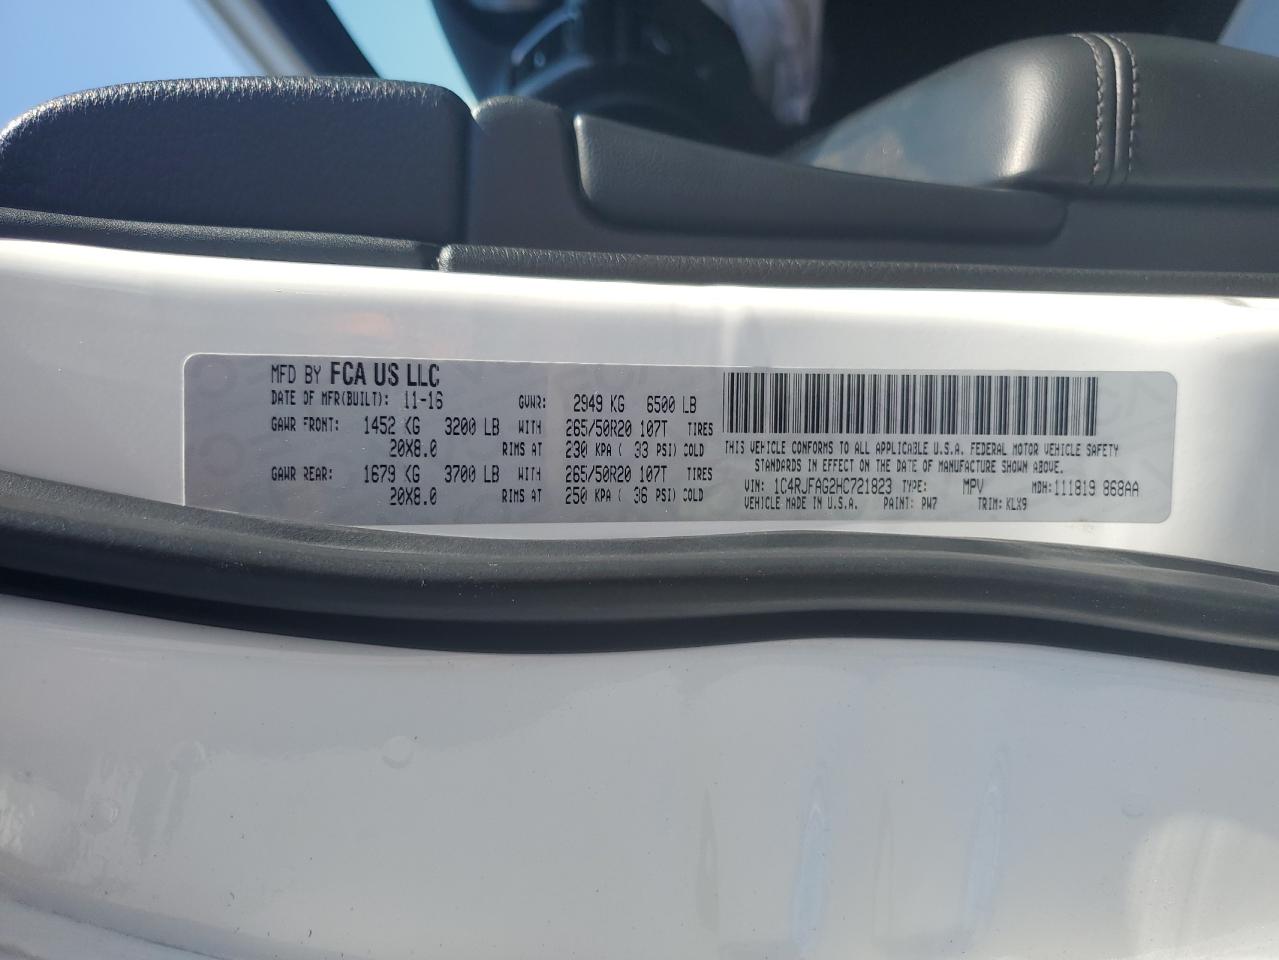 MFD BY FCA US LLC
DATE OF MFR(BUILT): 11-16 GVWR: 2949 KG 6500 LB
GAWR FRONT: 1452 KG 3200 LB WITH 265/50R20 107T TIRES
20X8.0 RIMS AT 230 KPA ( 33 PSI) COLD
GAWR REAR: 1679 KG 3700 LB WITH 265/50R20 107T TIRES
20X8.0 RIMS AT 250 KPA ( 36 PSI) COLD
THIS VEHICLE CONFORMS TO ALL APPLICABLE U.S.A. FEDERAL MOTOR VEHICLE SAFETY
STANDARDS IN EFFECT ON THE DATE OF MANUFACTURE SHOWN ABOVE.
VIN: 1C4RJFAG2HC721823 TYPE: MPV MDH:111819 868AA
VEHICLE MADE IN U.S.A. PAINT: PW7 TRIM: KLX9